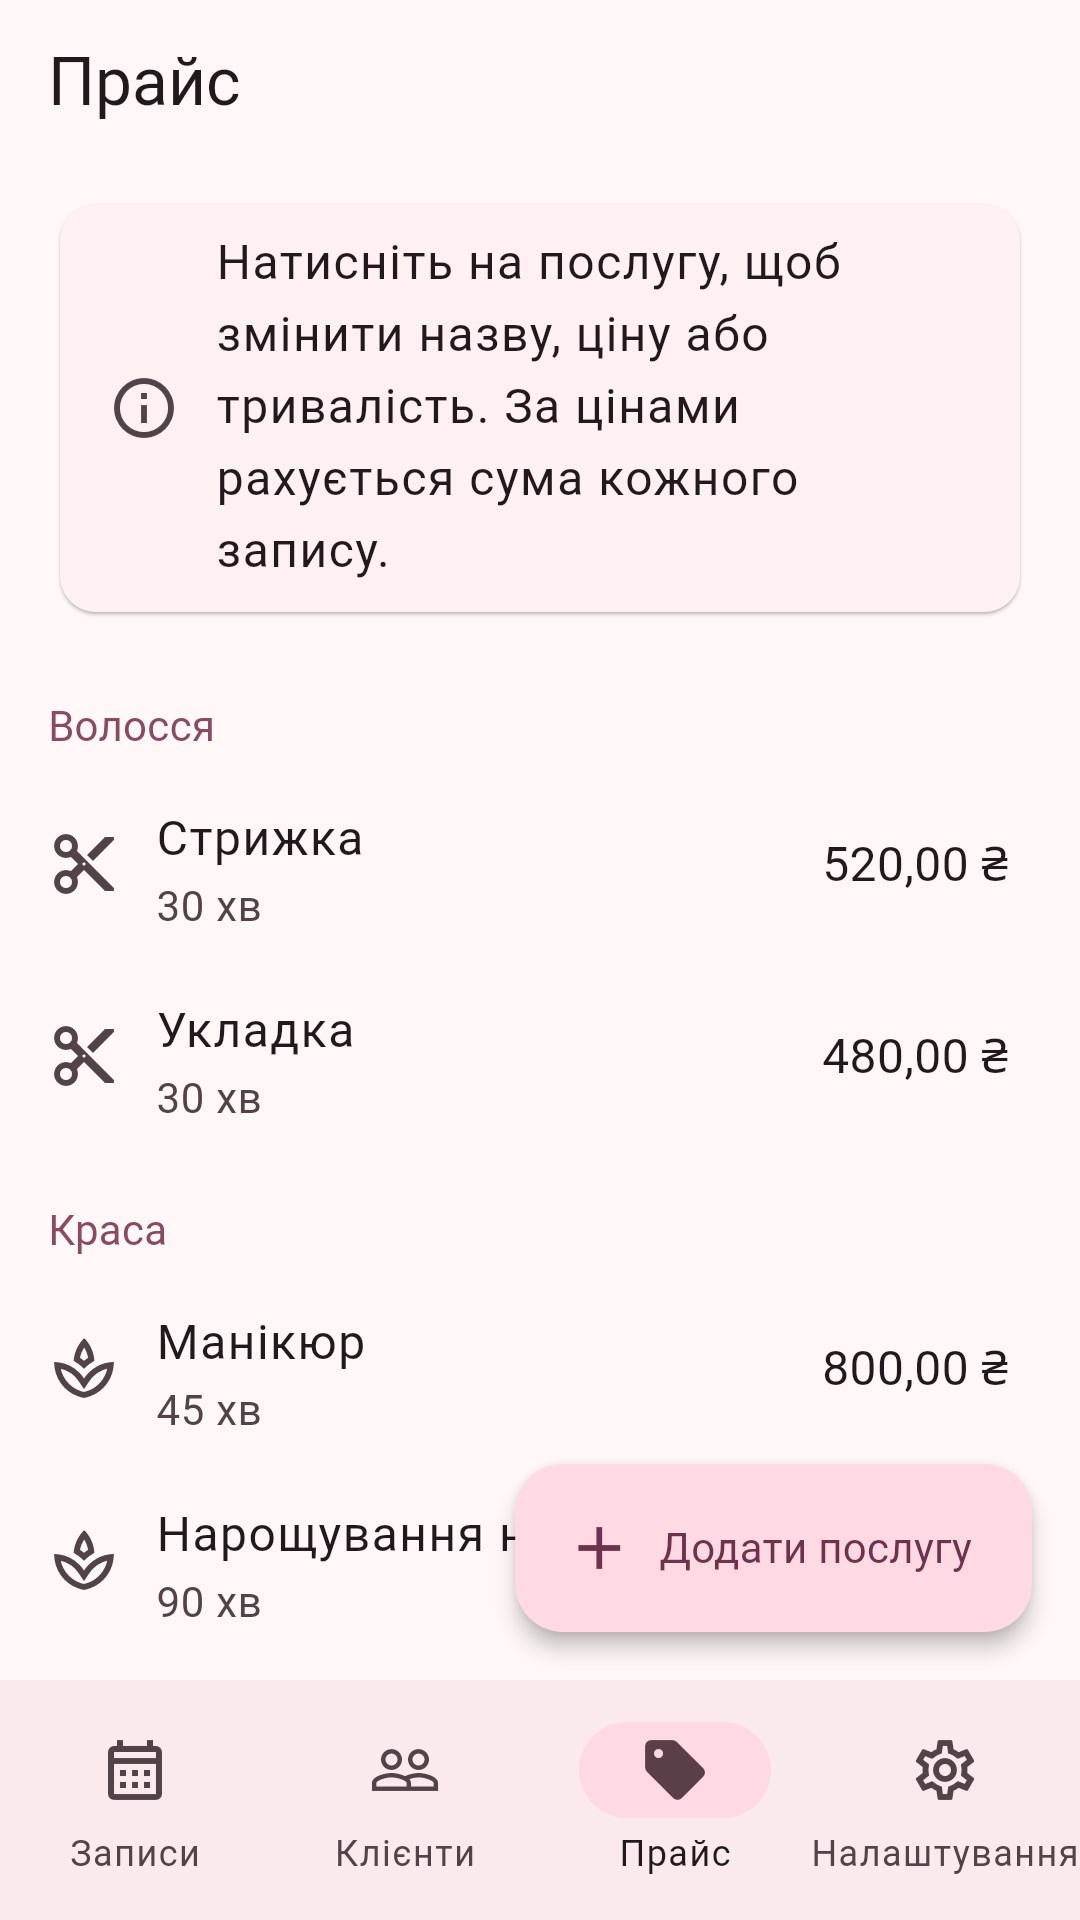 Прайс
Натисніть на послугу, щоб
змінити назву, ціну або
тривалість. За цінами
рахується сума кожного
запису.
Волосся
Стрижка
520,00 ₴
30 хв
Укладка
480,00 ₴
30 хв
Краса
Манікюр
800,00 ₴
45 хв
Нарощування
90 хв
Додати послугу
Записи
Клієнти
Прайс
Налаштування